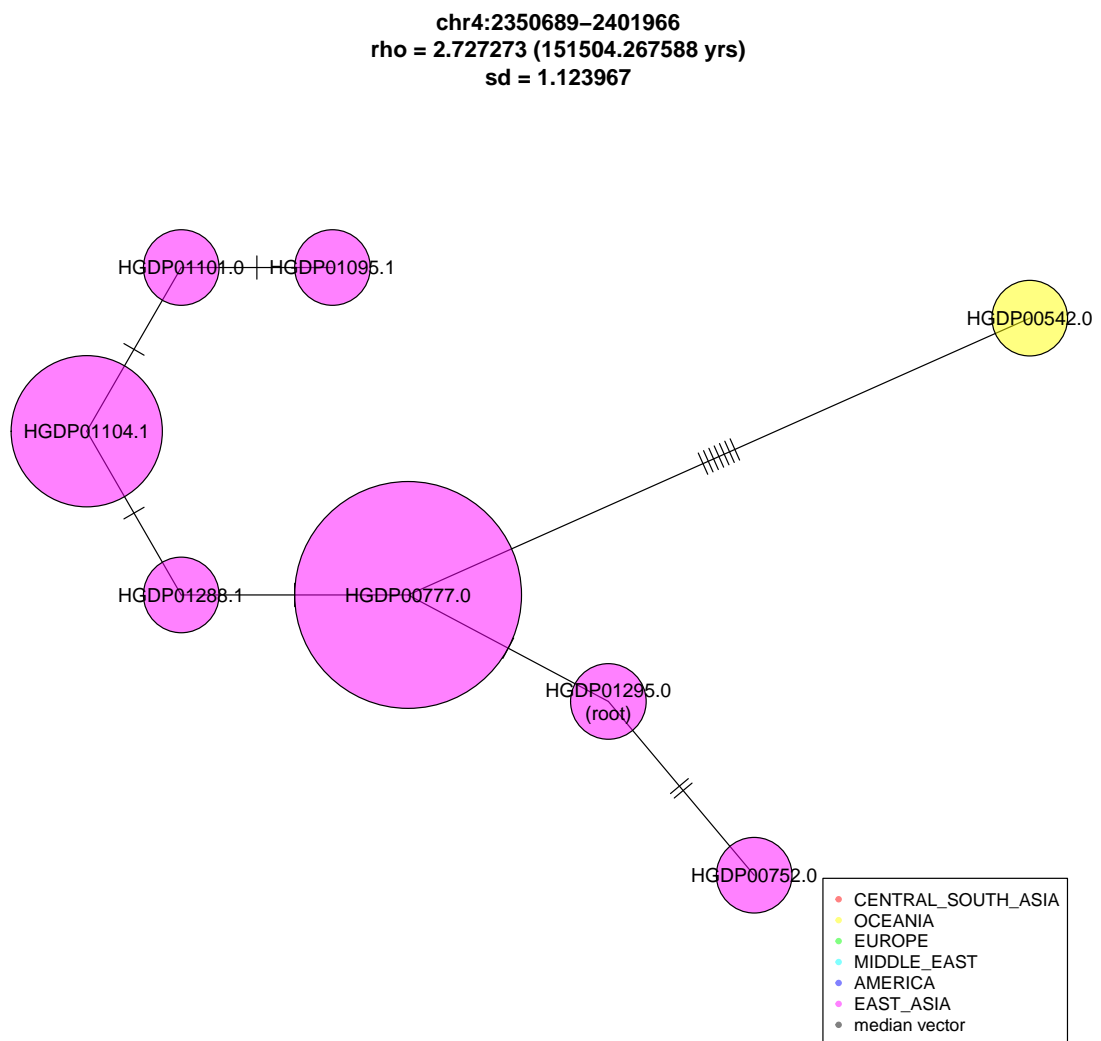 chr4:2350689−2401966
rho = 2.727273 (151504.267588 yrs)
sd = 1.123967
HGDP01101.0
HGDP01095.1
HGDP00542.0
HGDP01104.1
HGDP01288.1
HGDP00777.0
HGDP01295.0
(root)
HGDP00752.0
CENTRAL_SOUTH_ASIA
OCEANIA
EUROPE
MIDDLE_EAST
AMERICA
EAST_ASIA
median vector